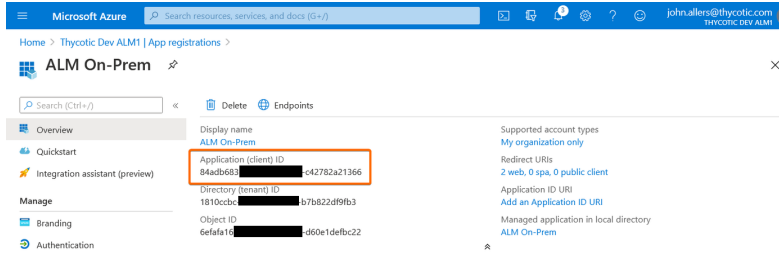 Microsoft Azure
Search resources, services, and docs (G+/)
3
john.allers@thycotic.com
THYCOTIC DEV ALM1
Home > Thycotic Dev ALM1 | App registrations >
ALM On-Prem
Search (Ctrl+/)
Delete
Endpoints
Overview
Quickstart
Integration assistant (preview)
Manage
Branding
Authentication
Display name
ALM On-Prem
Application (client) ID
84adb683 -c42782a21366
Directory (tenant) ID
1810ccbc- -b7b822df9fb3
Object ID
6efafa16 -d60e1defbc22
Supported account types
My organization only
Redirect URIs
2 web, 0 spa, 0 public client
Application ID URI
Add an Application ID URI
Managed application in local directory
ALM On-Prem